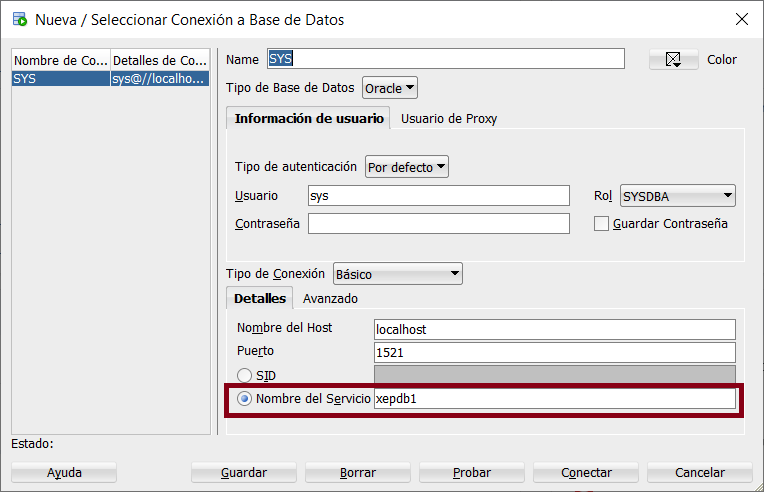 Nueva / Seleccionar Conexión a Base de Datos
Nombre de Co... Detalles de Co...
SYS sys@//localho...
Name SYS Color
Tipo de Base de Datos Oracle
Información de usuario Usuario de Proxy
Tipo de autenticación Por defecto
Usuario sys Rol SYSDBA
Contraseña Guardar Contraseña
Tipo de Conexión Básico
Detalles Avanzado
Nombre del Host localhost
Puerto 1521
SID
Nombre del Servicio xepdb1
Estado:
Ayuda Guardar Borrar Probar Conectar Cancelar